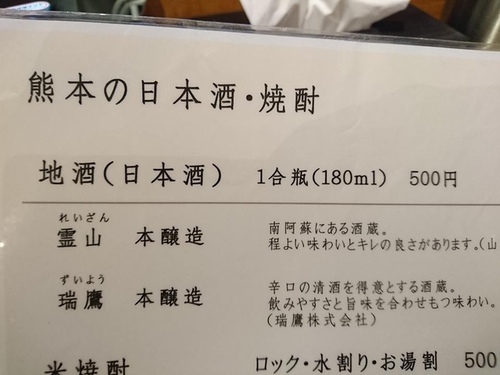 熊本の日本酒・焼酎
地酒(日本酒) 1合瓶(180ml) 500円
れいざん
霊山 本醸造
南阿蘇にある酒蔵。
程よい味わいとキレの良さがあります。(山
ずいよう
瑞鷹 本醸造
辛口の清酒を得意とする酒蔵。
飲みやすさと旨味を合わせもつ味わい。
(瑞鷹株式会社)
米焼酎 ロック・水割り・お湯割 500